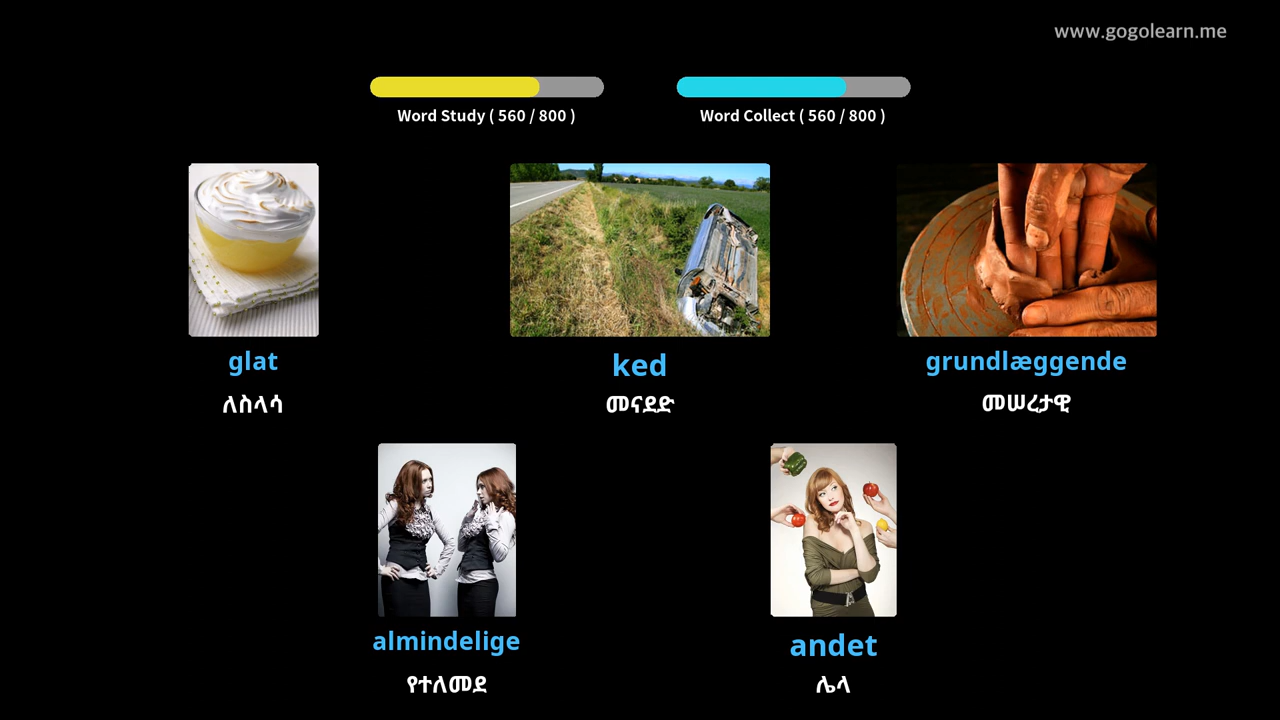 www.gogolearn.me
Word Study ( 560 / 800 )
Word Collect ( 560 / 800 )
glat
ለስላሳ
ked
መናደድ
grundlæggende
መሠረታዊ
almindelige
የተለመደ
andet
ሌላ